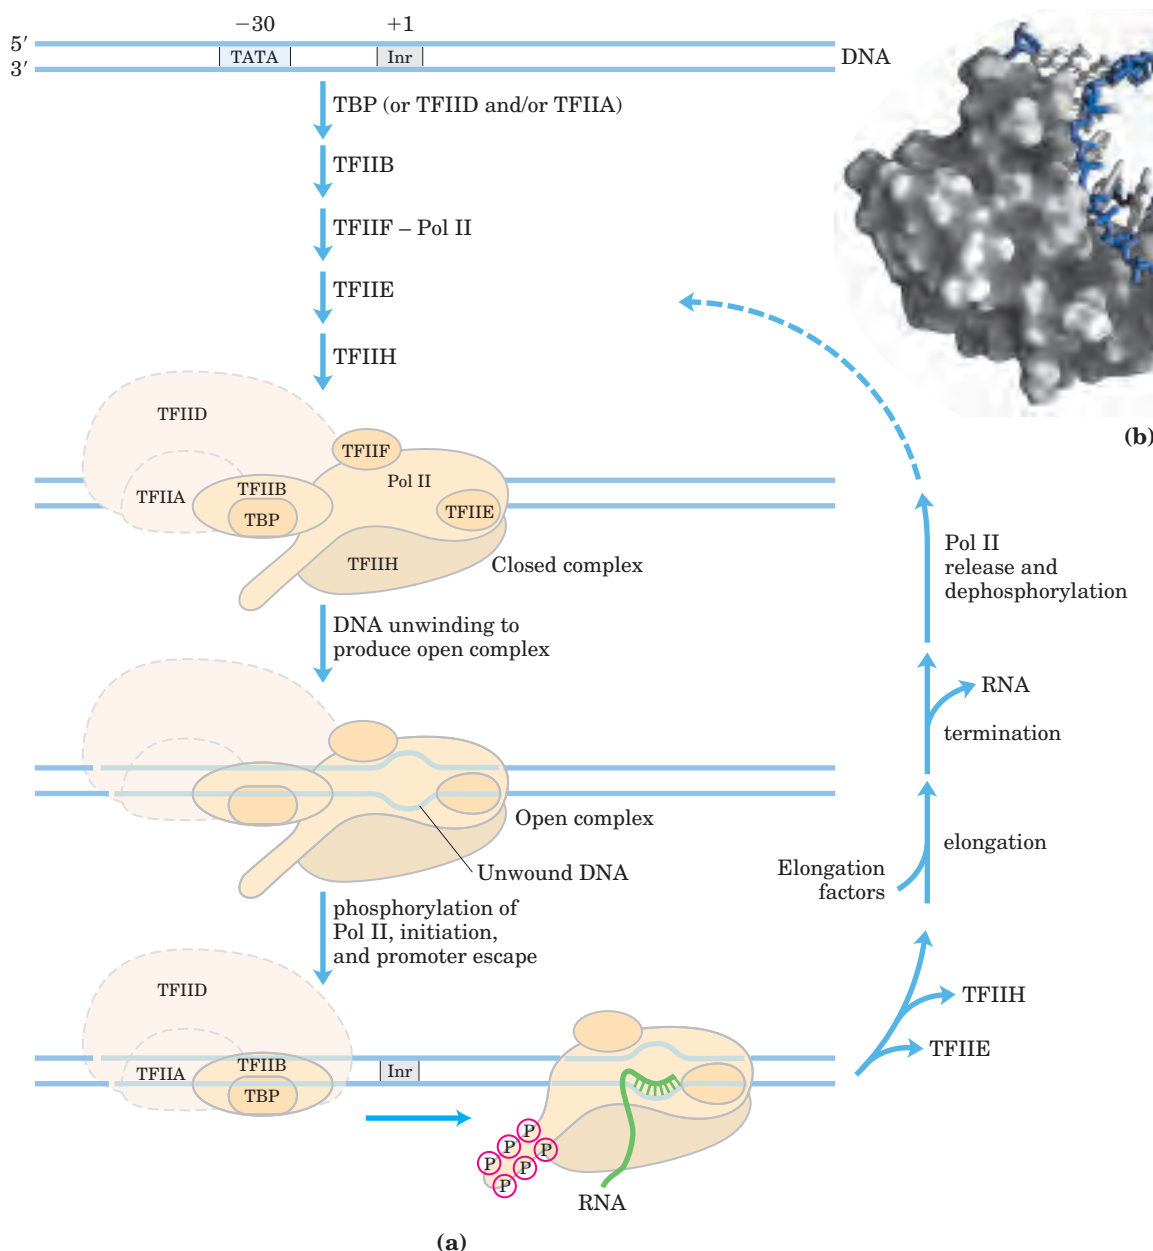 −30
+1
5′
3′
TATA
Inr
DNA
TBP (or TFIID and/or TFIIA)
TFIIB
TFIIF – Pol II
TFIIE
TFIIH
(b)
TFIID
TFIIF
Pol II
TFIIA
TFIIB
TBP
TFIIE
TFIIH
Closed complex
DNA unwinding to
produce open complex
Open complex
Unwound DNA
phosphorylation of
Pol II, initiation,
and promoter escape
TFIID
TFIIA
TFIIB
TBP
Inr
P
P
P
P
P
P
RNA
TFIIH
TFIIE
Elongation
factors
elongation
termination
RNA
Pol II
release and
dephosphorylation
(a)